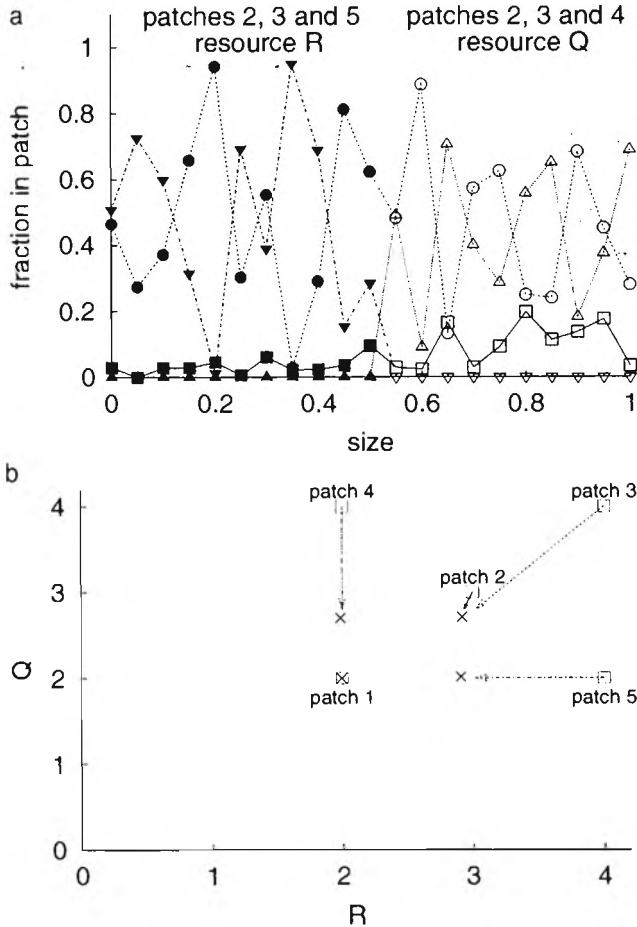 a
patches 2, 3 and 5
resource R
patches 2, 3 and 4
resource Q
1
0.8
0.6
0.4
0.2
0
fraction in patch
0 0.2 0.4 0.6 0.8 1
size
b
4
3
2
1
0
Q
patch 4
patch 3
patch 2
patch 1
patch 5
0 1 2 3 4
R